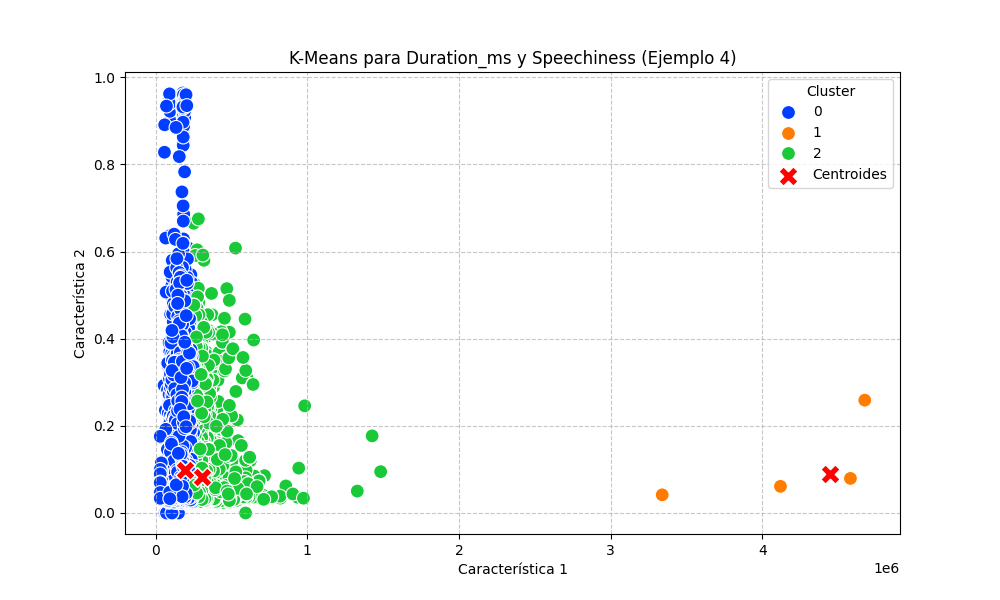 K-Means para Duration_ms y Speechiness (Ejemplo 4)
Cluster
0
1
2
Centroides
Característica 2
1.0
0.8
0.6
0.4
0.2
0.0
0 1 2 3 4
1e6
Característica 1